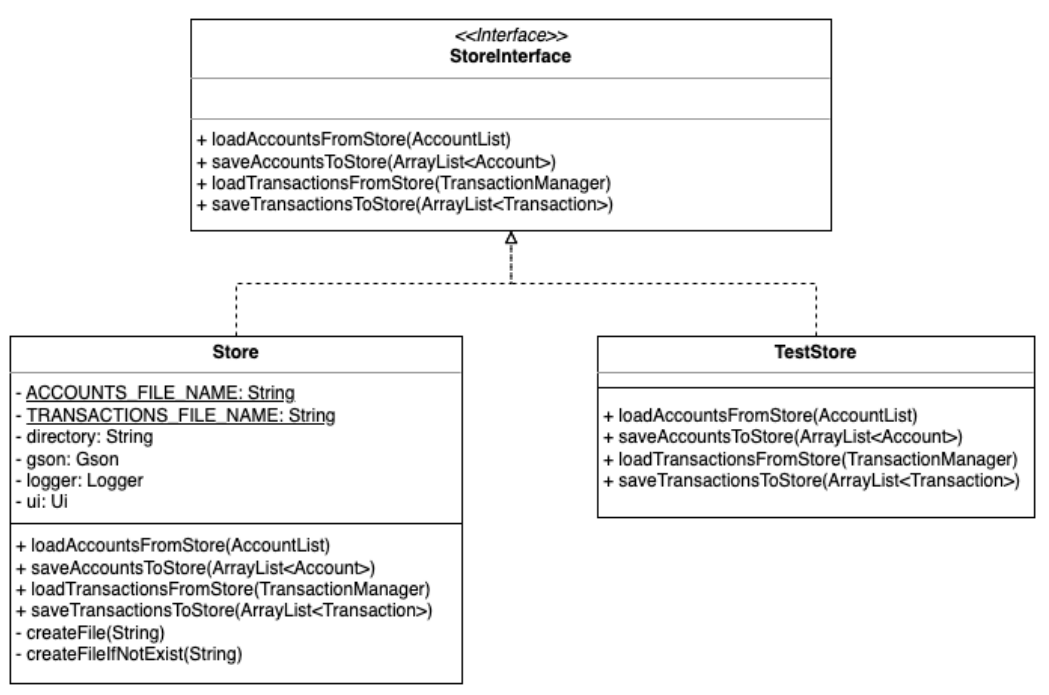 <<Interface>>
StoreInterface
+ loadAccountsFromStore(AccountList)
+ saveAccountsToStore(ArrayList<Account>)
+ loadTransactionsFromStore(TransactionManager)
+ saveTransactionsToStore(ArrayList<Transaction>)
Store
- ACCOUNTS_FILE_NAME: String
- TRANSACTIONS_FILE_NAME: String
- directory: String
- gson: Gson
- logger: Logger
- ui: Ui
+ loadAccountsFromStore(AccountList)
+ saveAccountsToStore(ArrayList<Account>)
+ loadTransactionsFromStore(TransactionManager)
+ saveTransactionsToStore(ArrayList<Transaction>)
- createFile(String)
- createFileIfNotExist(String)
TestStore
+ loadAccountsFromStore(AccountList)
+ saveAccountsToStore(ArrayList<Account>)
+ loadTransactionsFromStore(TransactionManager)
+ saveTransactionsToStore(ArrayList<Transaction>)